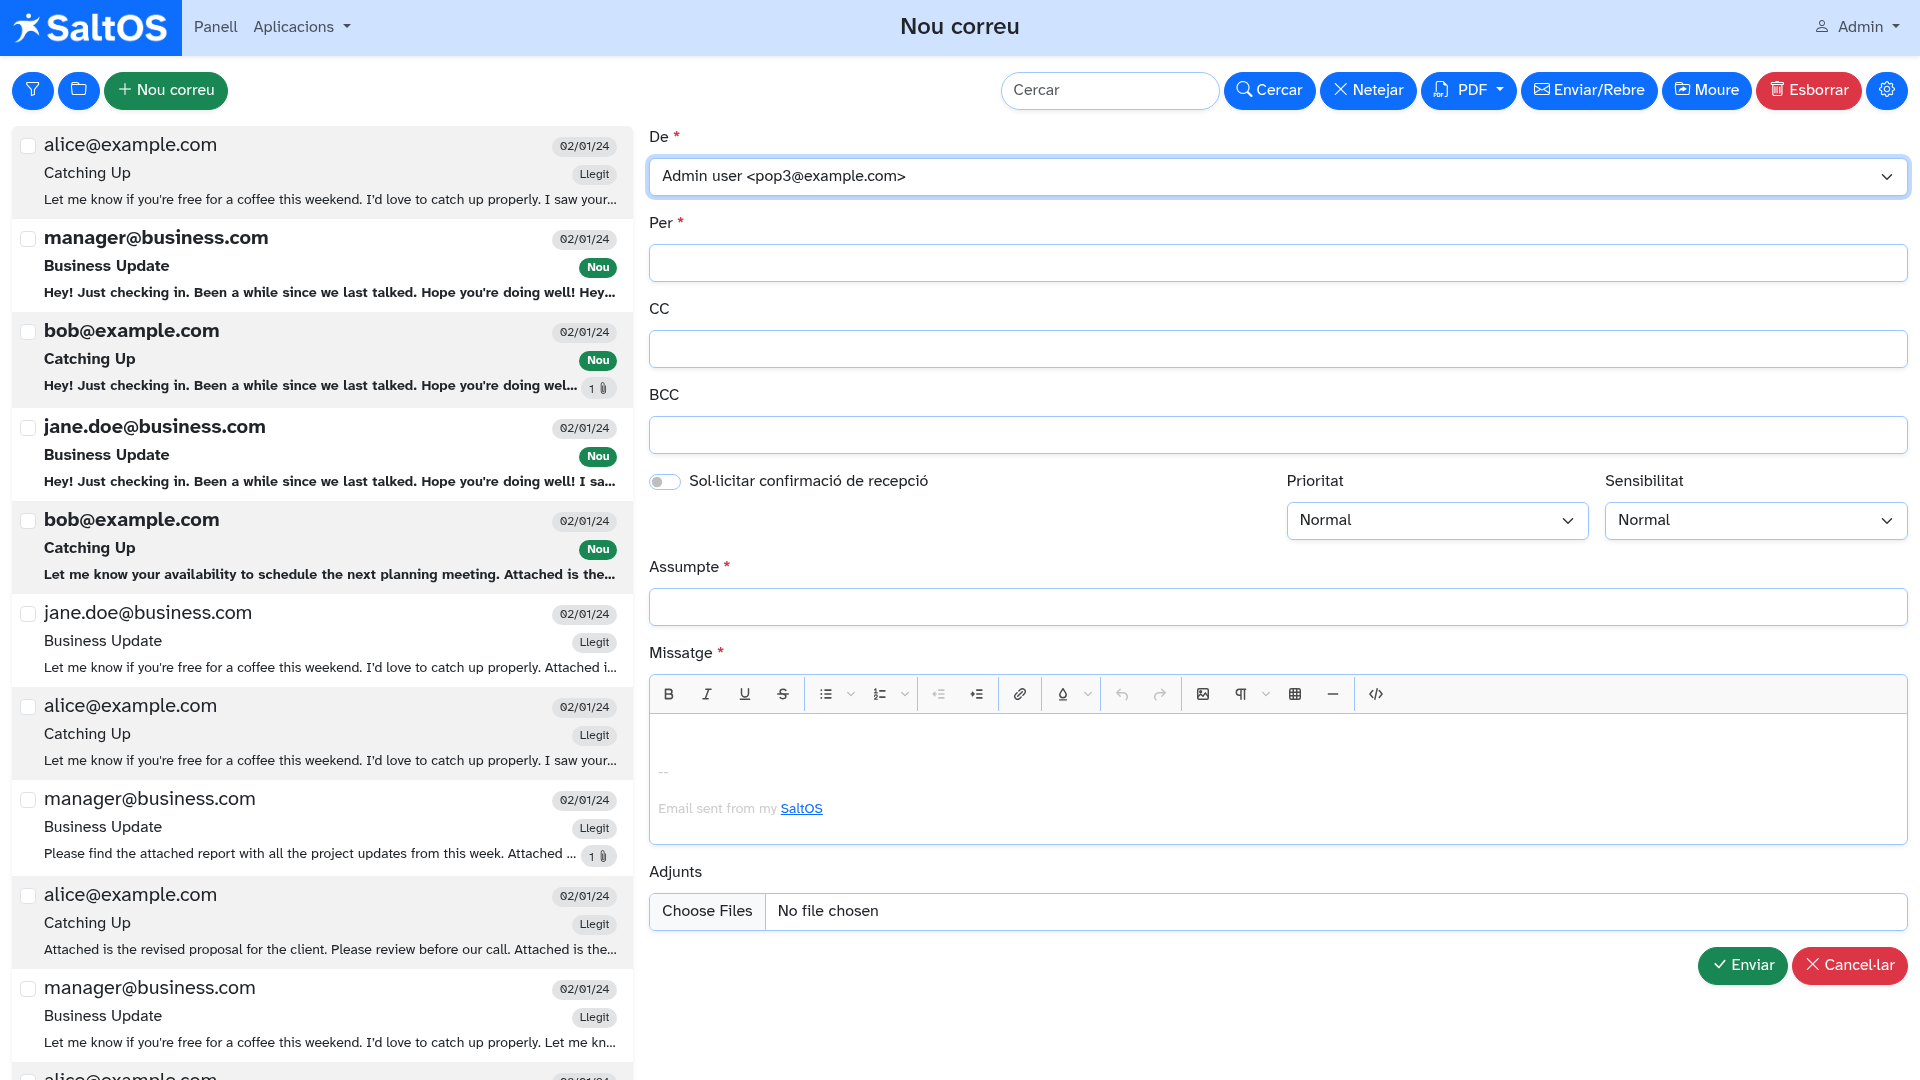 SaltOS
Panell
Aplicacions
Nou correu
Admin
Nou correu
Cercar
Cercar
Netejar
PDF
Enviar/Rebre
Moure
Esborrar
alice@example.com
02/01/24
Catching Up
Llegit
Let me know if you're free for a coffee this weekend. I'd love to catch up properly. I saw your...
manager@business.com
02/01/24
Business Update
Nou
Hey! Just checking in. Been a while since we last talked. Hope you're doing well! Hey...
bob@example.com
02/01/24
Catching Up
Nou
Hey! Just checking in. Been a while since we last talked. Hope you're doing wel...
1
jane.doe@business.com
02/01/24
Business Update
Nou
Hey! Just checking in. Been a while since we last talked. Hope you're doing well! I sa...
bob@example.com
02/01/24
Catching Up
Nou
Let me know your availability to schedule the next planning meeting. Attached is the...
jane.doe@business.com
02/01/24
Business Update
Llegit
Let me know if you're free for a coffee this weekend. I'd love to catch up properly. Attached i...
alice@example.com
02/01/24
Catching Up
Llegit
Let me know if you're free for a coffee this weekend. I'd love to catch up properly. I saw your...
manager@business.com
02/01/24
Business Update
Llegit
Please find the attached report with all the project updates from this week. Attached ...
1
alice@example.com
02/01/24
Catching Up
Llegit
Attached is the revised proposal for the client. Please review before our call. Attached is the...
manager@business.com
02/01/24
Business Update
Llegit
Let me know if you're free for a coffee this weekend. I'd love to catch up properly. Let me kn...
alice@example.com
De *
Admin user <pop3@example.com>
Per *
CC
BCC
Sol·licitar confirmació de recepció
Prioritat
Normal
Sensibilitat
Normal
Assumpte *
Missatge *
--
Email sent from my SaltOS
Adjunts
Choose Files
No file chosen
Enviar
Cancel·lar